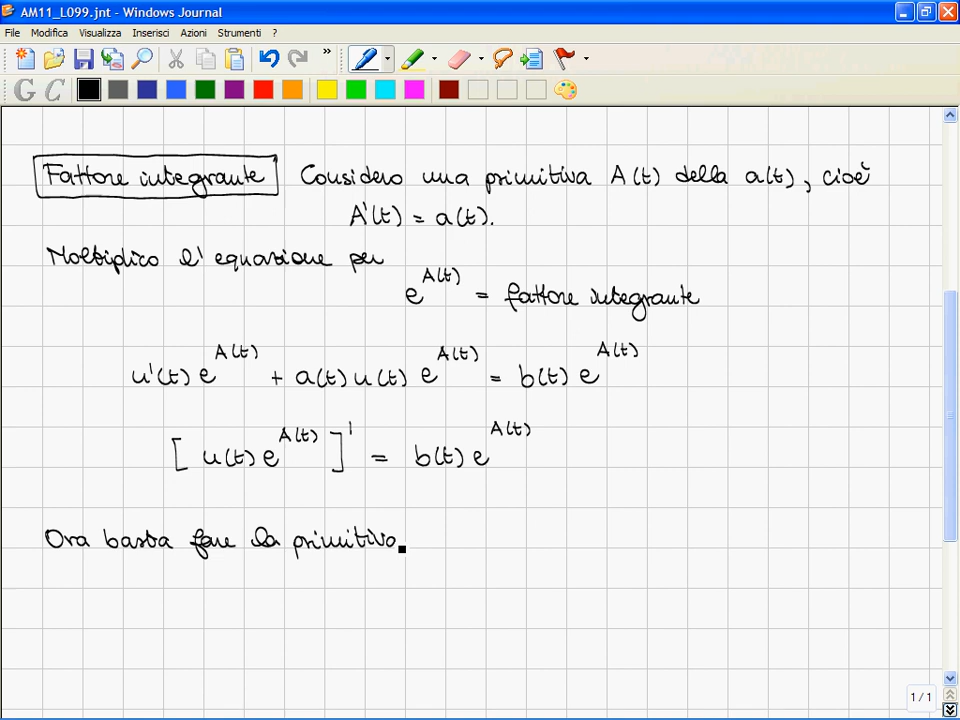 AM11_L099.jnt - Windows Journal
File Modifica Visualizza Inserisci Azioni Strumenti ?
»
G C
Fattore integrante Considero una primitiva A(t) della a(t), cioè
A'(t) = a(t).
Moltiplico l'equazione per
e^A(t) = fattore integrante
u'(t) e^A(t) + a(t) u(t) e^A(t) = b(t) e^A(t)
[ u(t) e^A(t) ]' = b(t) e^A(t)
Ora basta fare la primitiva.
1 / 1